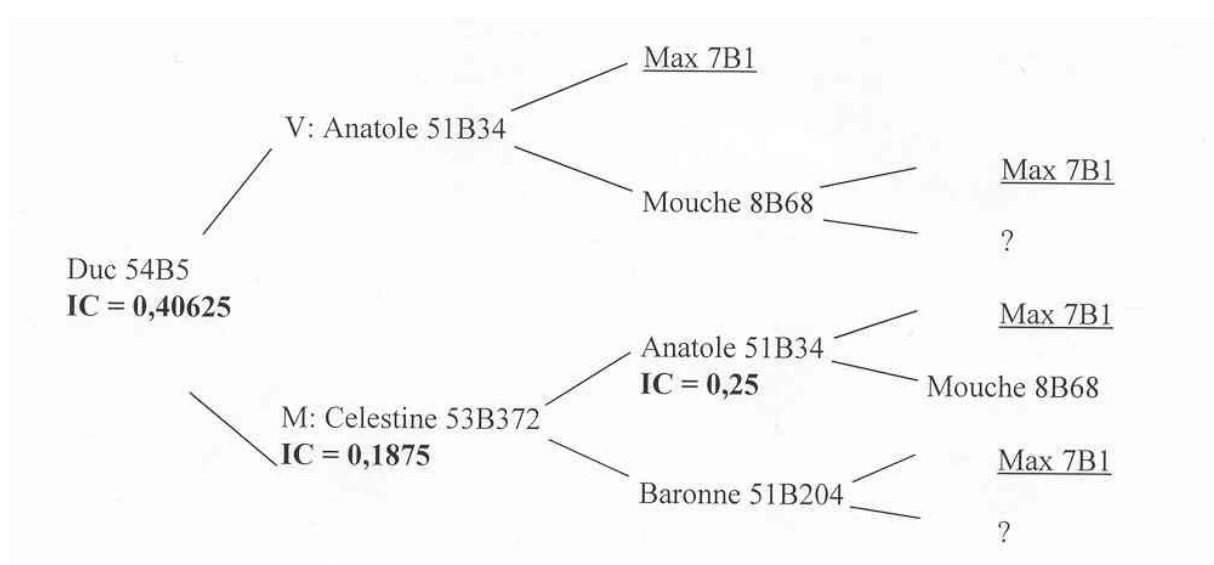 Max 7B1
V: Anatole 51B34
Max 7B1
Mouche 8B68
?
Duc 54B5
IC = 0,40625
Max 7B1
Anatole 51B34
IC = 0,25
Mouche 8B68
M: Celestine 53B372
IC = 0,1875
Max 7B1
Baronne 51B204
?